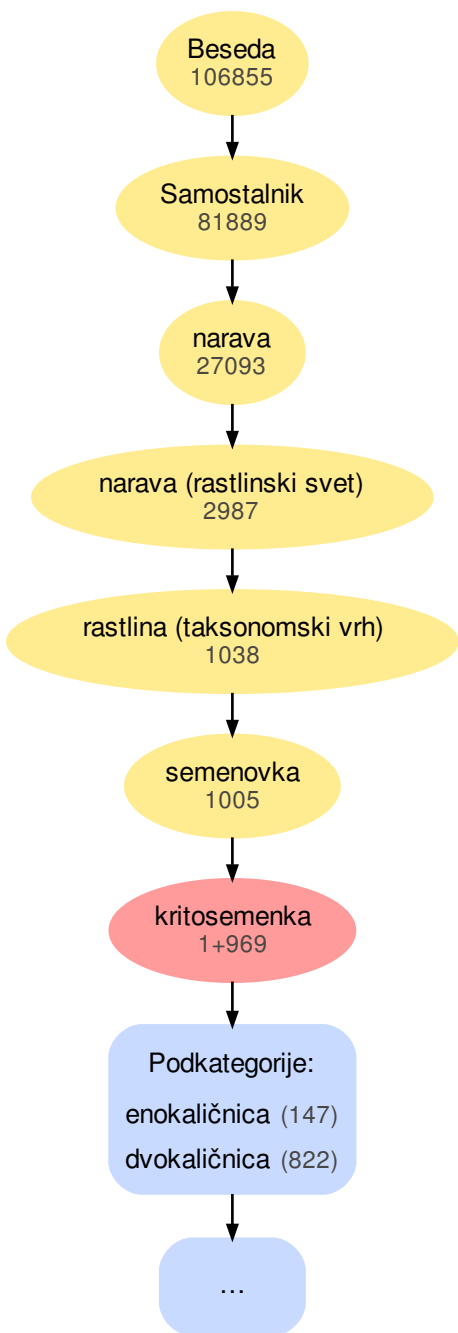 Beseda
106855
Samostalnik
81889
narava
27093
narava (rastlinski svet)
2987
rastlina (taksonomski vrh)
1038
semenovka
1005
kritosemenka
1+969
Podkategorije:
enokaličnica (147)
dvokaličnica (822)
...